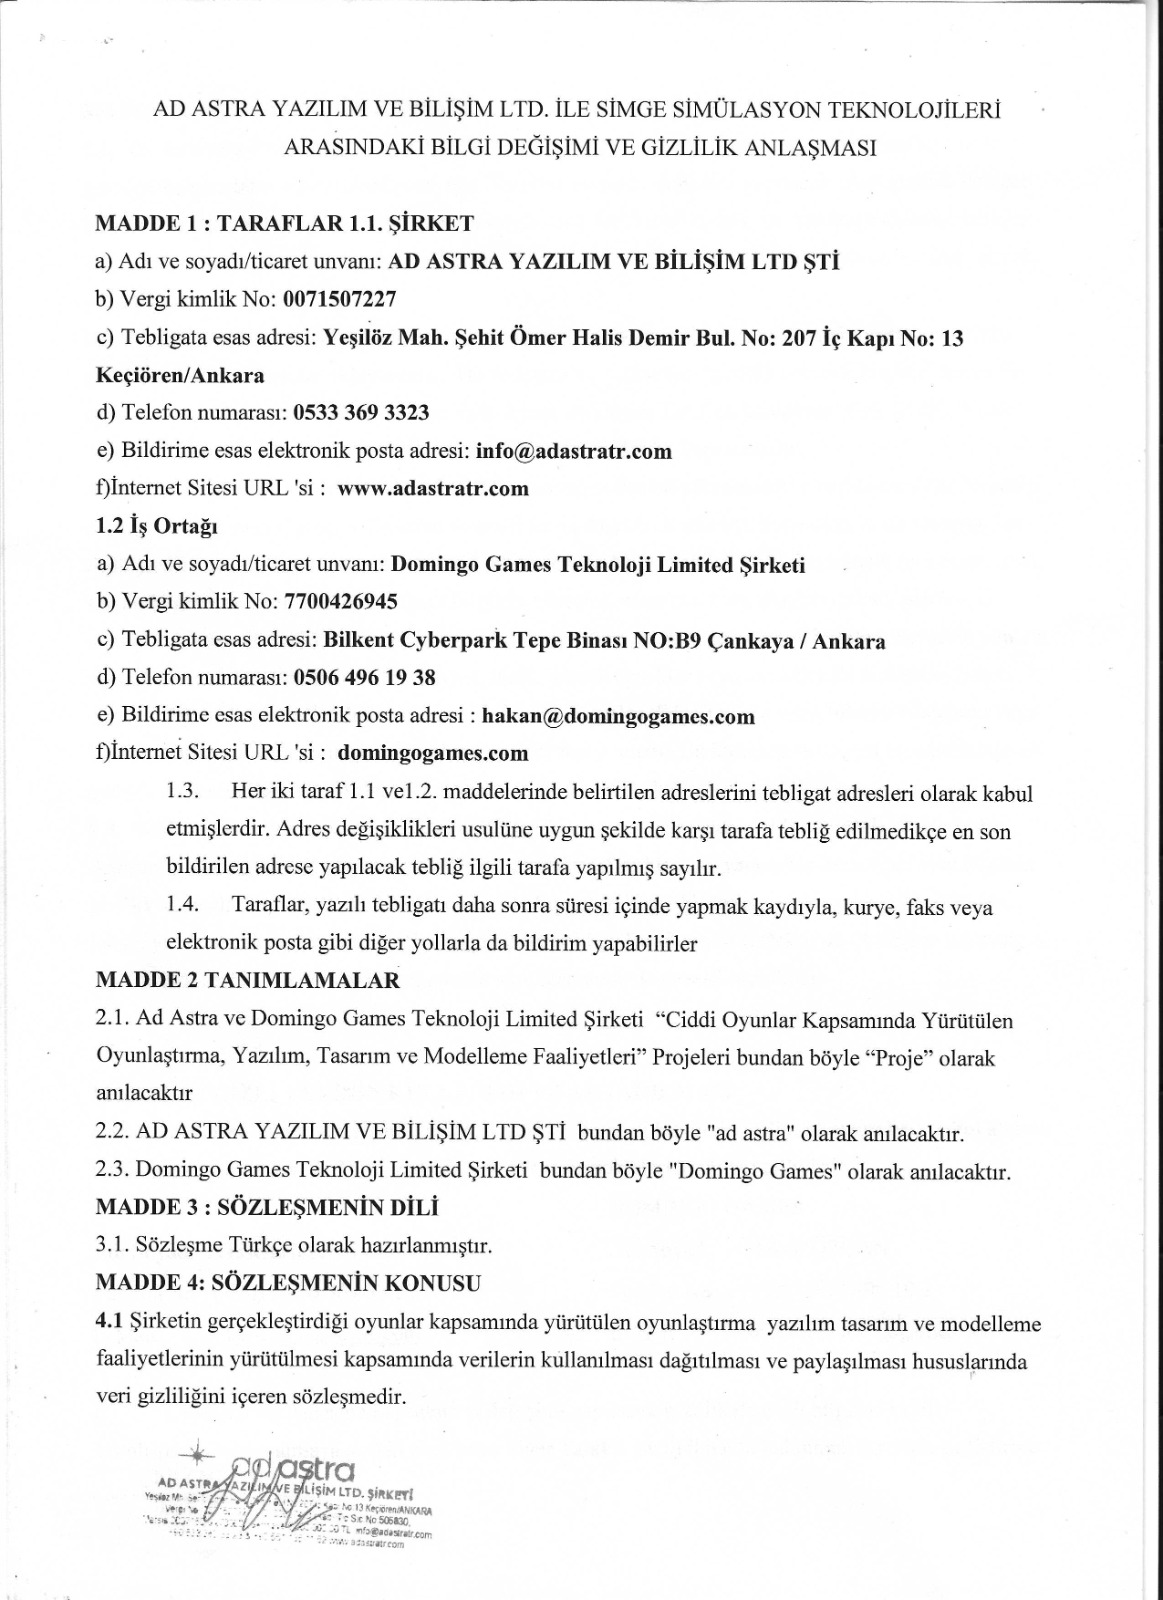 AD ASTRA YAZILIM VE BİLİŞİM LTD. İLE SİMGE SİMÜLASYON TEKNOLOJİLERİ
ARASINDAKİ BİLGİ DEĞİŞİMİ VE GİZLİLİK ANLAŞMASI
MADDE 1 : TARAFLAR 1.1. ŞİRKET
a) Adı ve soyadı/ticaret unvanı: AD ASTRA YAZILIM VE BİLİŞİM LTD ŞTİ
b) Vergi kimlik No: 0071507227
c) Tebligata esas adresi: Yeşilöz Mah. Şehit Ömer Halis Demir Bul. No: 207 İç Kapı No: 13
Keçiören/Ankara
d) Telefon numarası: 0533 369 3323
e) Bildirime esas elektronik posta adresi: info@adastratr.com
f)İnternet Sitesi URL 'si : www.adastratr.com
1.2 İş Ortağı
a) Adı ve soyadı/ticaret unvanı: Domingo Games Teknoloji Limited Şirketi
b) Vergi kimlik No: 7700426945
c) Tebligata esas adresi: Bilkent Cyberpark Tepe Binası NO:B9 Çankaya / Ankara
d) Telefon numarası: 0506 496 19 38
e) Bildirime esas elektronik posta adresi : hakan@domingogames.com
f)İnternet Sitesi URL 'si : domingogames.com
1.3. Her iki taraf 1.1 ve1.2. maddelerinde belirtilen adreslerini tebligat adresleri olarak kabul
etmişlerdir. Adres değişiklikleri usulüne uygun şekilde karşı tarafa tebliğ edilmedikçe en son
bildirilen adrese yapılacak tebliğ ilgili tarafa yapılmış sayılır.
1.4. Taraflar, yazılı tebligatı daha sonra süresi içinde yapmak kaydıyla, kurye, faks veya
elektronik posta gibi diğer yollarla da bildirim yapabilirler
MADDE 2 TANIMLAMALAR
2.1. Ad Astra ve Domingo Games Teknoloji Limited Şirketi “Ciddi Oyunlar Kapsamında Yürütülen
Oyunlaştırma, Yazılım, Tasarım ve Modelleme Faaliyetleri” Projeleri bundan böyle “Proje” olarak
anılacaktır
2.2. AD ASTRA YAZILIM VE BİLİŞİM LTD ŞTİ bundan böyle "ad astra" olarak anılacaktır.
2.3. Domingo Games Teknoloji Limited Şirketi bundan böyle "Domingo Games" olarak anılacaktır.
MADDE 3 : SÖZLEŞMENİN DİLİ
3.1. Sözleşme Türkçe olarak hazırlanmıştır.
MADDE 4: SÖZLEŞMENİN KONUSU
4.1 Şirketin gerçekleştirdiği oyunlar kapsamında yürütülen oyunlaştırma yazılım tasarım ve modelleme
faaliyetlerinin yürütülmesi kapsamında verilerin kullanılması dağıtılması ve paylaşılması hususlarında
veri gizliliğini içeren sözleşmedir.
ad astra
AD ASTRA YAZILIM VE BİLİŞİM LTD. ŞİRKETİ
No 13 Keçiören/ANKARA
Sic No 506830
TL info@adastratr.com
www.adastratr.com